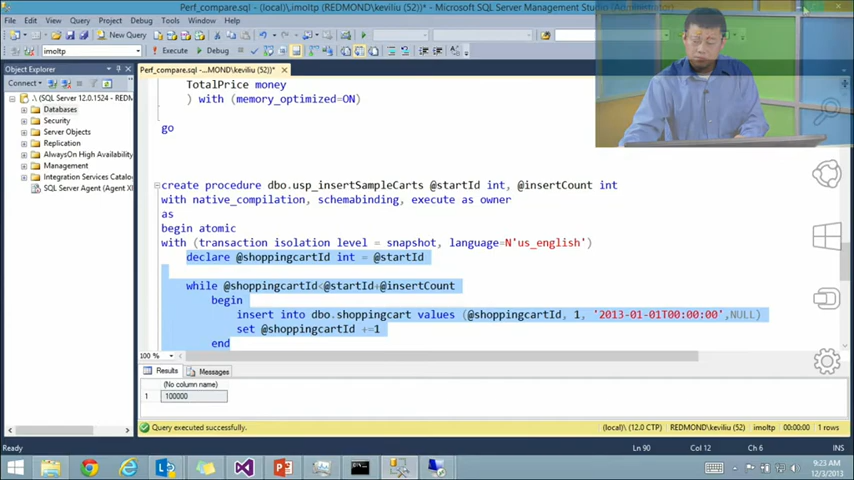 Perf_compare.sql - (local).imoltp (REDMOND\keviliu (52))* - Microsoft SQL Server Management Studio (Administrator)
Edit View Query Project Debug Tools Window Help
New Query
imoltp Execute Debug
Object Explorer
Perf_compare.sql -...MOND\keviliu (52))*
Connect
(SQL Server 12.0.1524 - REDM
Databases
Security
Server Objects
Replication
AlwaysOn High Availability
Management
Integration Services Catalo
SQL Server Agent (Agent X
TotalPrice money
) with (memory_optimized=ON)
go
create procedure dbo.usp_insertSampleCarts @startId int, @insertCount int
with native_compilation, schemabinding, execute as owner
as
begin atomic
with (transaction isolation level = snapshot, language=N'us_english')
declare @shoppingcartId int = @startId
while @shoppingcartId<@startId+@insertCount
begin
insert into dbo.shoppingcart values (@shoppingcartId, 1, '2013-01-01T00:00:00',NULL)
set @shoppingcartId +=1
end
100 %
Results Messages
(No column name)
1 100000
Query executed successfully.
(local) (12.0 CTP) REDMOND\keviliu (52) imoltp 00:00:00 1 rows
Ready Ln 90 Col 12 Ch 6 INS
9:23 AM
12/3/2013